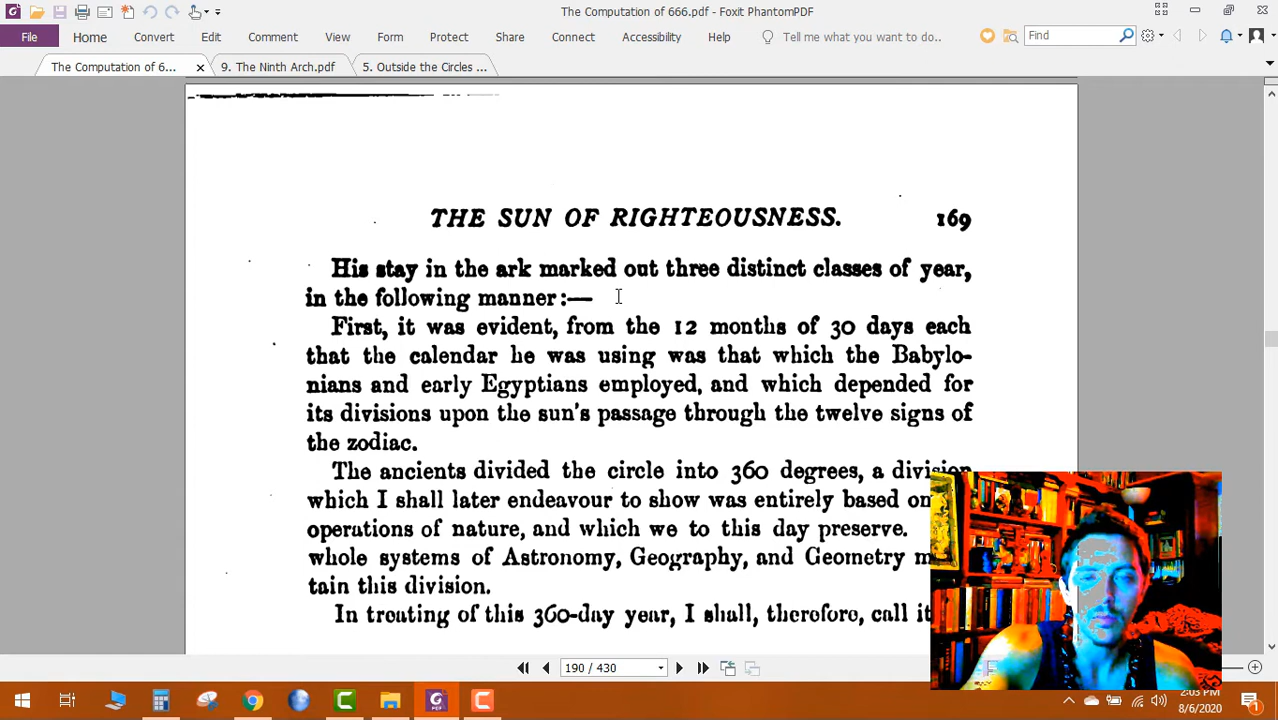 The Computation of 666.pdf - Foxit PhantomPDF
File Home Convert Edit Comment View Form Protect Share Connect Accessibility Help Tell me what you want to do.. Find
The Computation of 6... 9. The Ninth Arch.pdf 5. Outside the Circles ...
THE SUN OF RIGHTEOUSNESS. 169
His stay in the ark marked out three distinct classes of year,
in the following manner:—
First, it was evident, from the 12 months of 30 days each
that the calendar he was using was that which the Babylo-
nians and early Egyptians employed, and which depended for
its divisions upon the sun's passage through the twelve signs of
the zodiac.
The ancients divided the circle into 360 degrees, a division
which I shall later endeavour to show was entirely based on
operations of nature, and which we to this day preserve.
whole systems of Astronomy, Geography, and Geometry
tain this division.
In treating of this 360-day year, I shall, therefore, call it
190 / 430
2:03 PM
8/6/2020